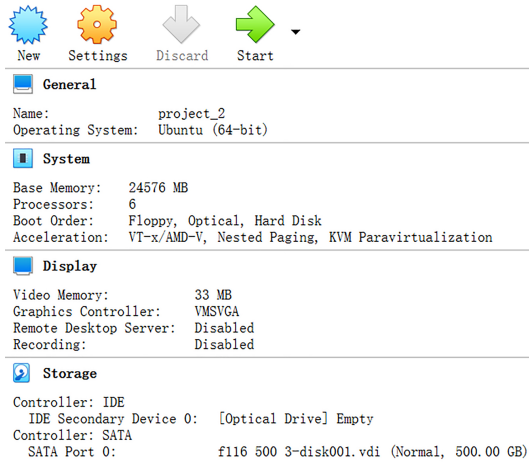 New Settings Discard Start
General
Name: project_2
Operating System: Ubuntu (64-bit)
System
Base Memory: 24576 MB
Processors: 6
Boot Order: Floppy, Optical, Hard Disk
Acceleration: VT-x/AMD-V, Nested Paging, KVM Paravirtualization
Display
Video Memory: 33 MB
Graphics Controller: VMSVGA
Remote Desktop Server: Disabled
Recording: Disabled
Storage
Controller: IDE
IDE Secondary Device 0: [Optical Drive] Empty
Controller: SATA
SATA Port 0: f116 500 3-disk001.vdi (Normal, 500.00 GB)